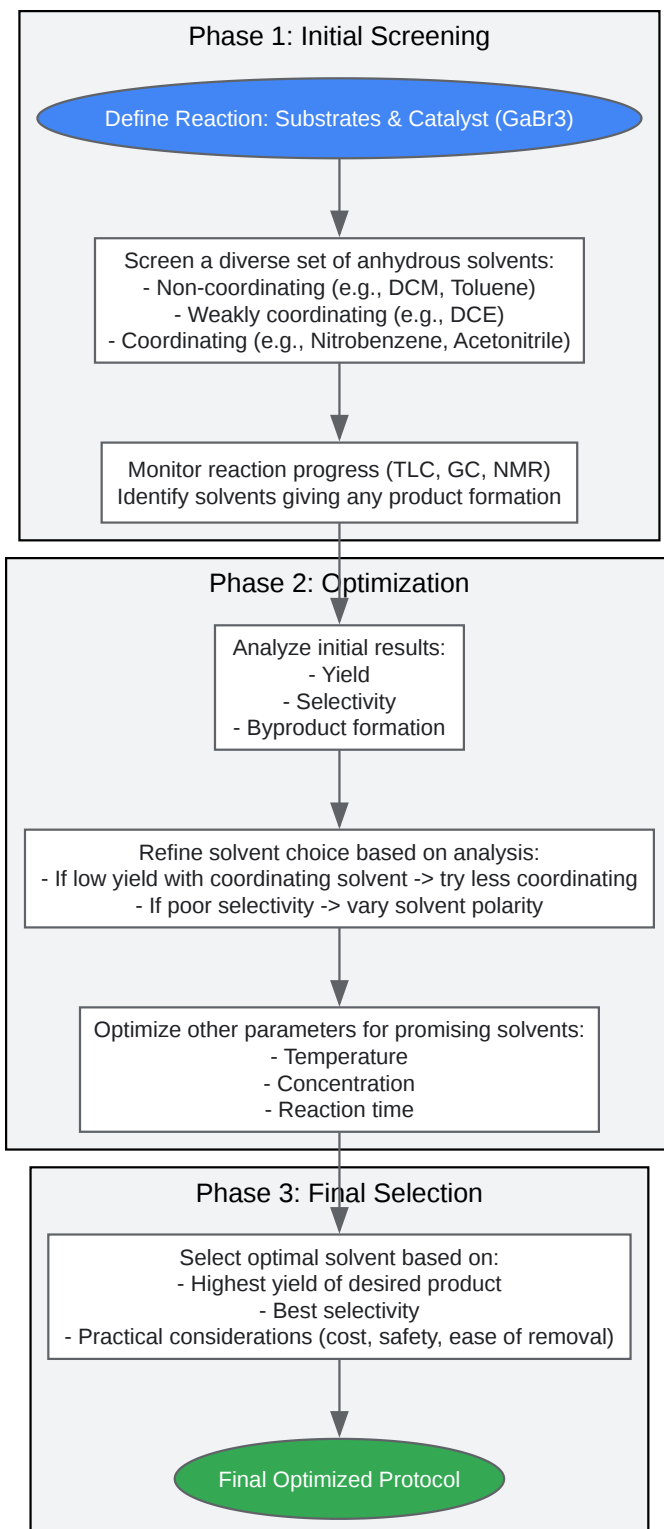 Phase 1: Initial Screening
Define Reaction: Substrates & Catalyst (GaBr3)
Screen a diverse set of anhydrous solvents:
- Non-coordinating (e.g., DCM, Toluene)
- Weakly coordinating (e.g., DCE)
- Coordinating (e.g., Nitrobenzene, Acetonitrile)
Monitor reaction progress (TLC, GC, NMR)
Identify solvents giving any product formation
Phase 2: Optimization
Analyze initial results:
- Yield
- Selectivity
- Byproduct formation
Refine solvent choice based on analysis:
- If low yield with coordinating solvent -> try less coordinating
- If poor selectivity -> vary solvent polarity
Optimize other parameters for promising solvents:
- Temperature
- Concentration
- Reaction time
Phase 3: Final Selection
Select optimal solvent based on:
- Highest yield of desired product
- Best selectivity
- Practical considerations (cost, safety, ease of removal)
Final Optimized Protocol